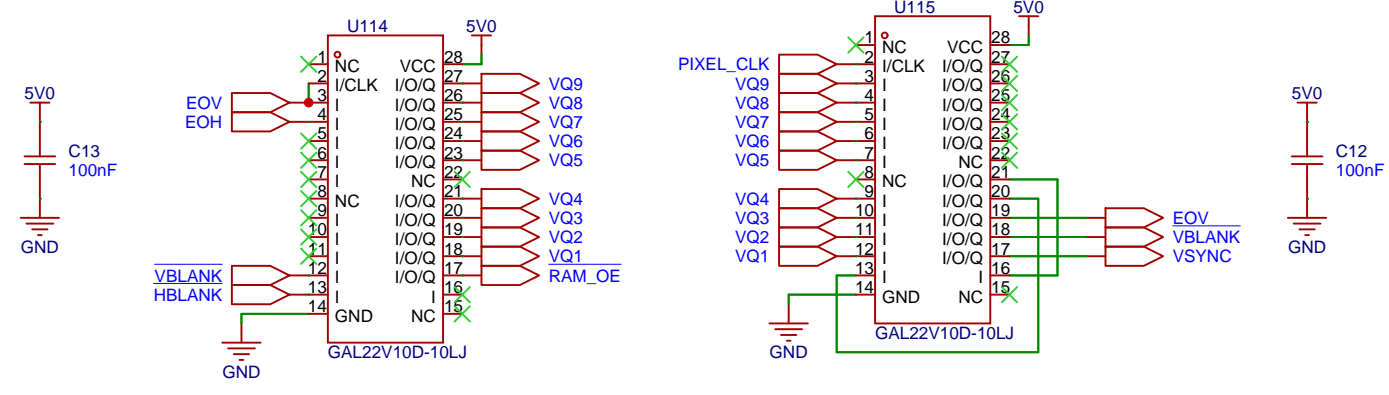 U114
5V0
U115
5V0
1 NC VCC 28
2 I/CLK I/O/Q 27 VQ9
EOV 3 I I/O/Q 26 VQ8
EOH 4 I I/O/Q 25 VQ7
5 I I/O/Q 24 VQ6
6 I I/O/Q 23 VQ5
7 I NC 22
8 NC I/O/Q 21 VQ4
9 I I/O/Q 20 VQ3
10 I I/O/Q 19 VQ2
11 I I/O/Q 18 VQ1
VBLANK 12 I I/O/Q 17 RAM_OE
HBLANK 13 I I 16
14 GND NC 15
GAL22V10D-10LJ
GND
5V0
C13
100nF
GND
1 NC VCC 28
PIXEL_CLK 2 I/CLK I/O/Q 27
VQ9 3 I I/O/Q 26
VQ8 4 I I/O/Q 25
VQ7 5 I I/O/Q 24
VQ6 6 I I/O/Q 23
VQ5 7 I NC 22
8 NC I/O/Q 21
VQ4 9 I I/O/Q 20
VQ3 10 I I/O/Q 19 EOV
VQ2 11 I I/O/Q 18 VBLANK
VQ1 12 I I/O/Q 17 VSYNC
13 I I 16
14 GND NC 15
GAL22V10D-10LJ
GND
5V0
C12
100nF
GND